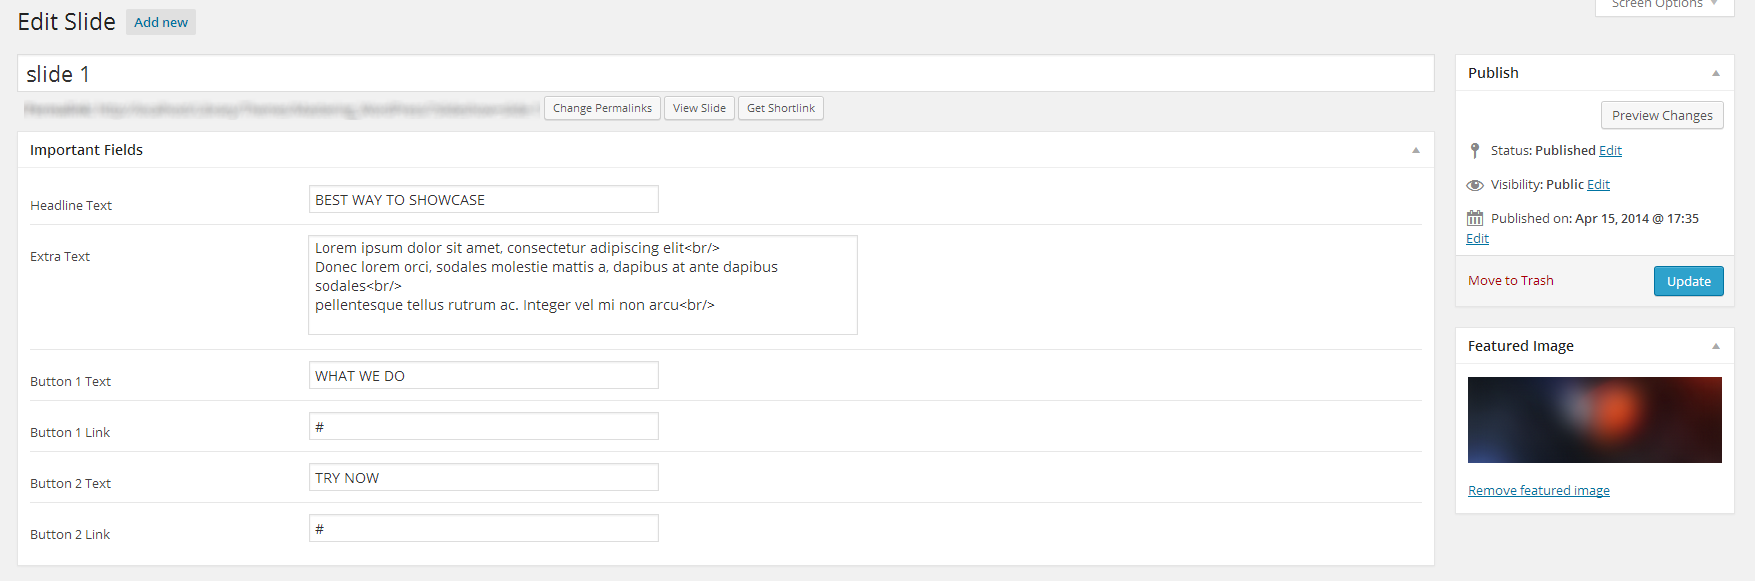 Edit Slide Add new
Screen Options
slide 1
Change Permalinks View Slide Get Shortlink
Important Fields
Headline Text BEST WAY TO SHOWCASE
Extra Text
Lorem ipsum dolor sit amet, consectetur adipiscing elit<br/>
Donec lorem orci, sodales molestie mattis a, dapibus at ante dapibus
sodales<br/>
pellentesque tellus rutrum ac. Integer vel mi non arcu<br/>
Button 1 Text WHAT WE DO
Button 1 Link #
Button 2 Text TRY NOW
Button 2 Link #
Publish
Preview Changes
Status: Published Edit
Visibility: Public Edit
Published on: Apr 15, 2014 @ 17:35
Edit
Move to Trash Update
Featured Image
Remove featured image